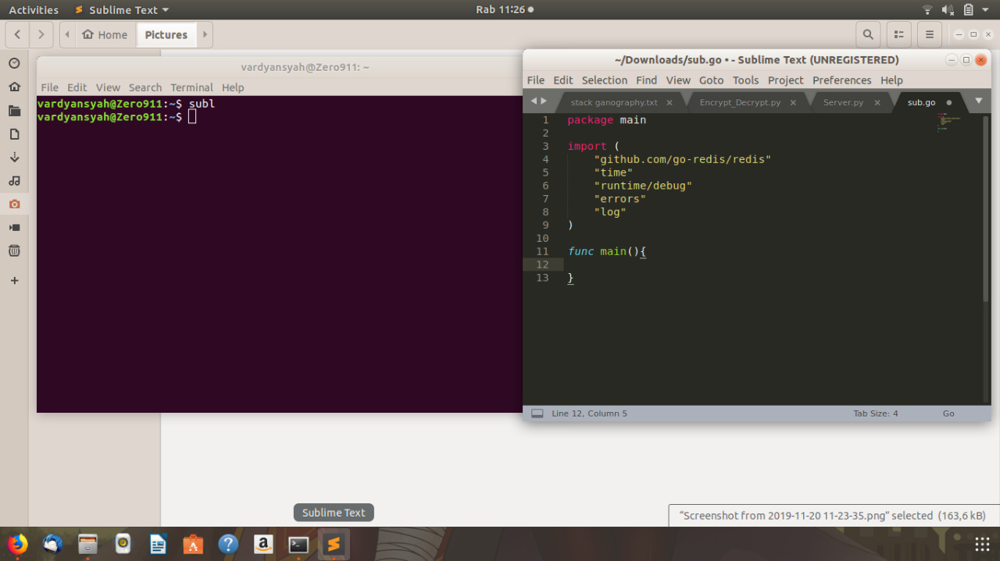 Activities
Sublime Text
Rab 11:26
Home
Pictures
vardyansyah@Zero911: ~
File Edit View Search Terminal Help
vardyansyah@Zero911:~$ subl
vardyansyah@Zero911:~$
~/Downloads/sub.go • - Sublime Text (UNREGISTERED)
File Edit Selection Find View Goto Tools Project Preferences Help
stack ganography.txt
Encrypt_Decrypt.py
Server.py
sub.go
1 package main
2
3 import (
4 "github.com/go-redis/redis"
5 "time"
6 "runtime/debug"
7 "errors"
8 "log"
9 )
10
11 func main(){
12
13 }
Line 12, Column 5
Tab Size: 4
Go
Sublime Text
“Screenshot from 2019-11-20 11-23-35.png” selected (163,6 kB)